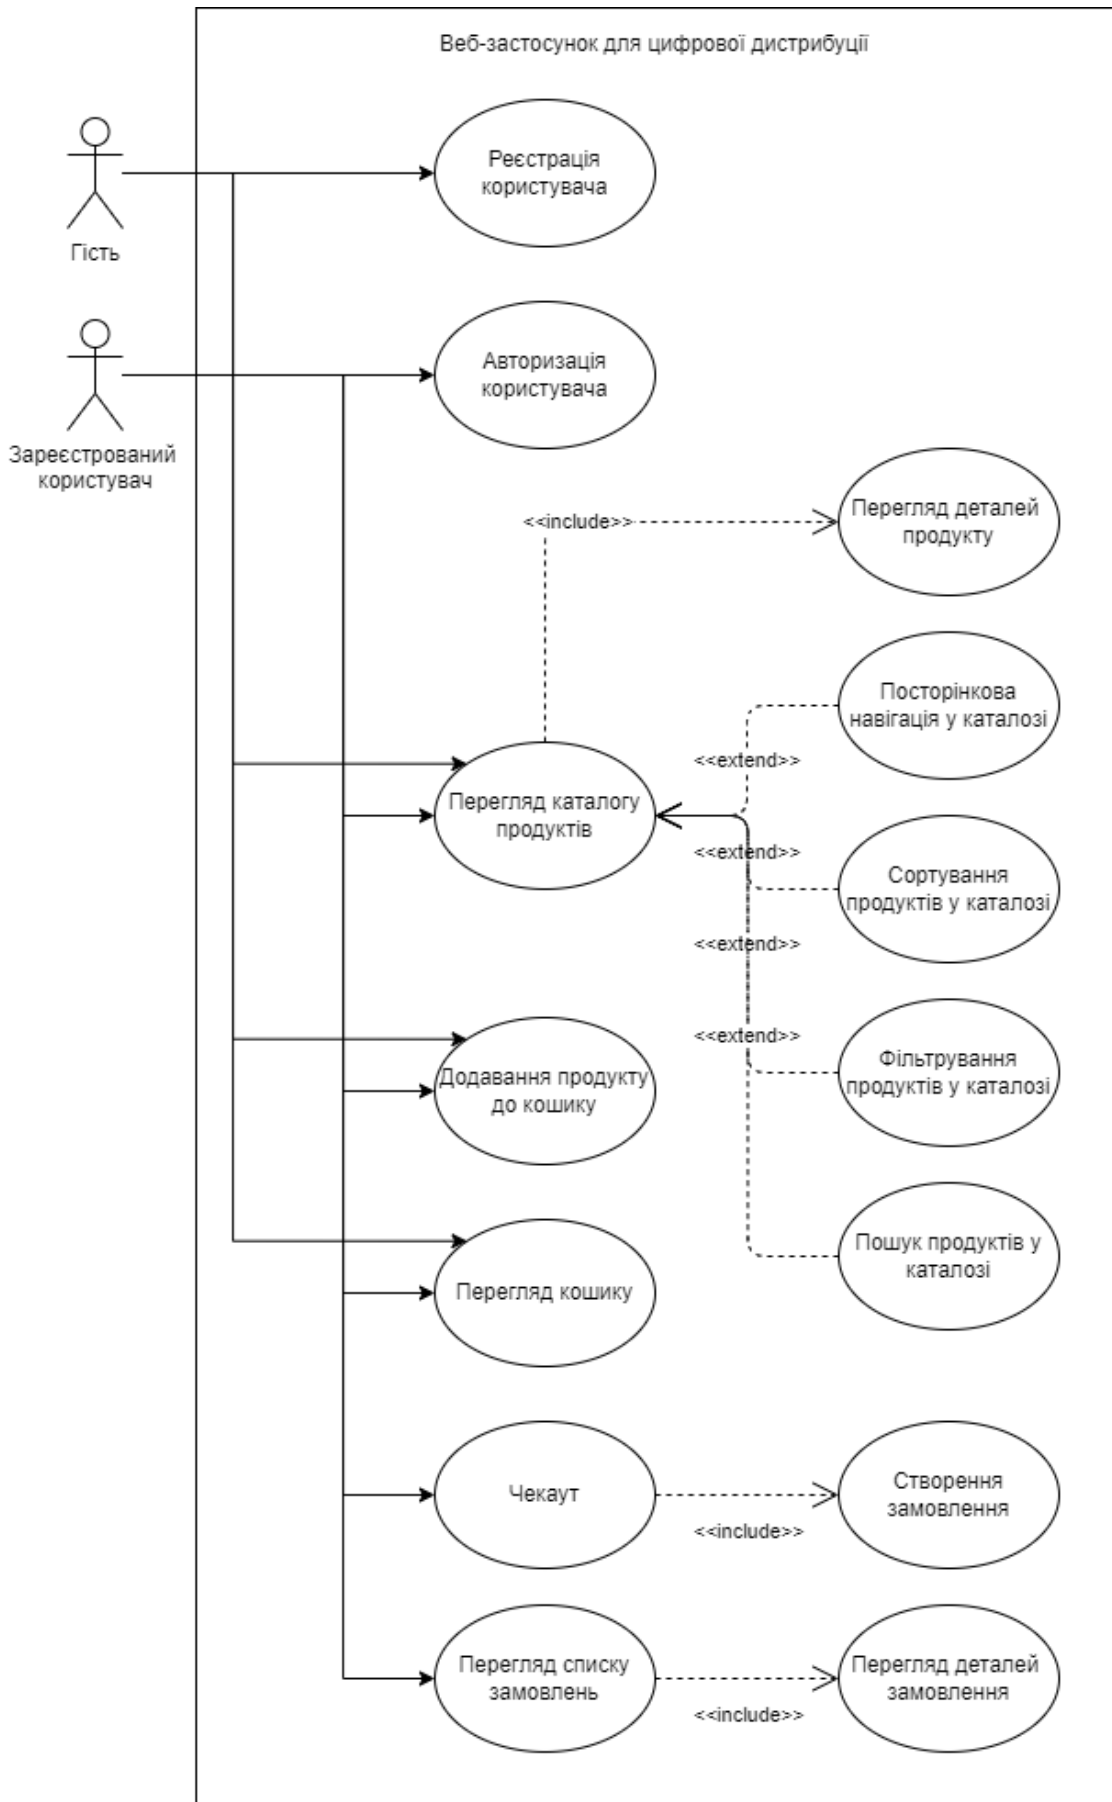 Веб-застосунок для цифрової дистрибуції
Реєстрація
користувача
Гість
Авторизація
користувача
Зареєстрований
користувач
<<include>>
Перегляд деталей
продукту
Посторінкова
навігація у каталозі
<<extend>>
Перегляд каталогу
продуктів
<<extend>>
Сортування
продуктів у каталозі
<<extend>>
<<extend>>
Фільтрування
продуктів у каталозі
Додавання продукту
до кошику
Пошук продуктів у
каталозі
Перегляд кошику
Чекаут
<<include>>
Створення
замовлення
Перегляд списку
замовлень
<<include>>
Перегляд деталей
замовлення